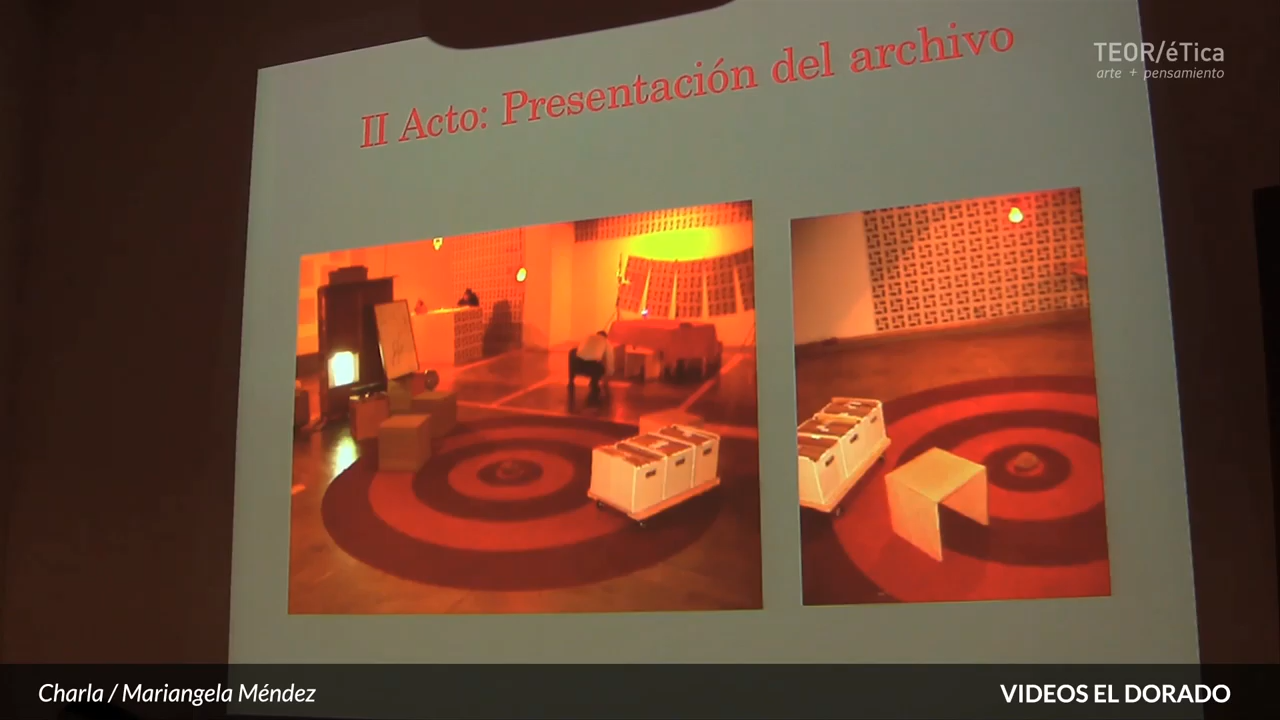 TEOR/éTica
arte + pensamiento
II Acto: Presentación del archivo
Charla / Mariangela Méndez
VIDEOS EL DORADO